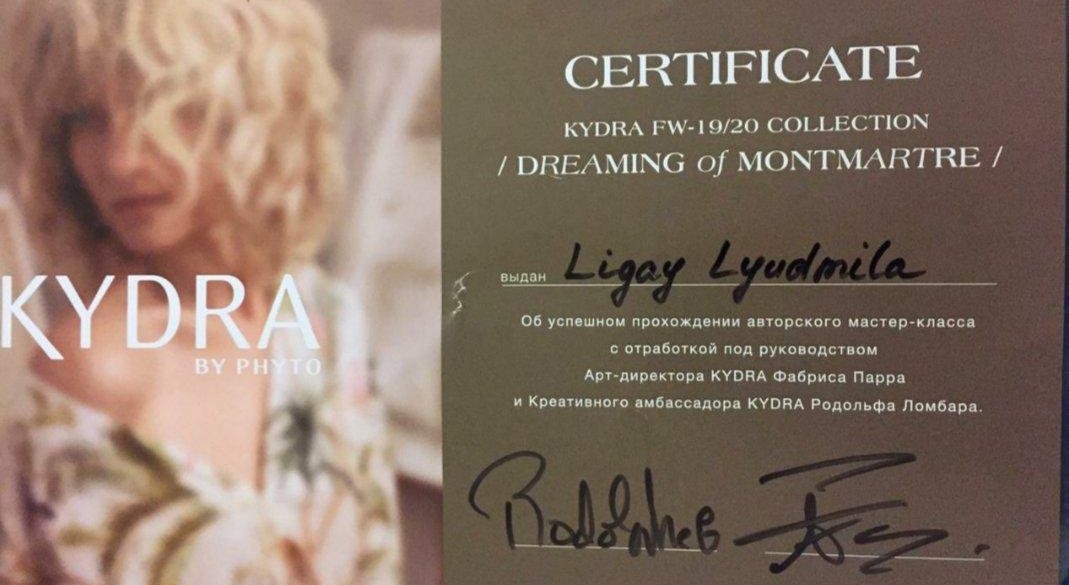 KYDRA
BY PHYTO
CERTIFICATE
KYDRA FW-19/20 COLLECTION
/ DREAMING of MONTMARTRE /
выдан Ligay Lyudmila
Об успешном прохождении авторского мастер-класса
с отработкой под руководством
Арт-директора KYDRA Фабриса Парра
и Креативного амбассадора KYDRA Родольфа Ломбара.